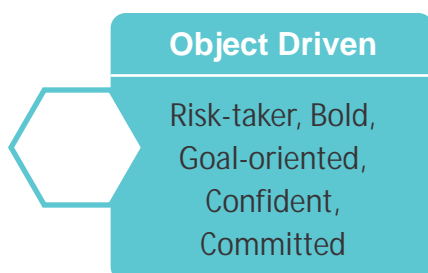 Object Driven
Risk-taker, Bold,
Goal-oriented,
Confident,
Committed